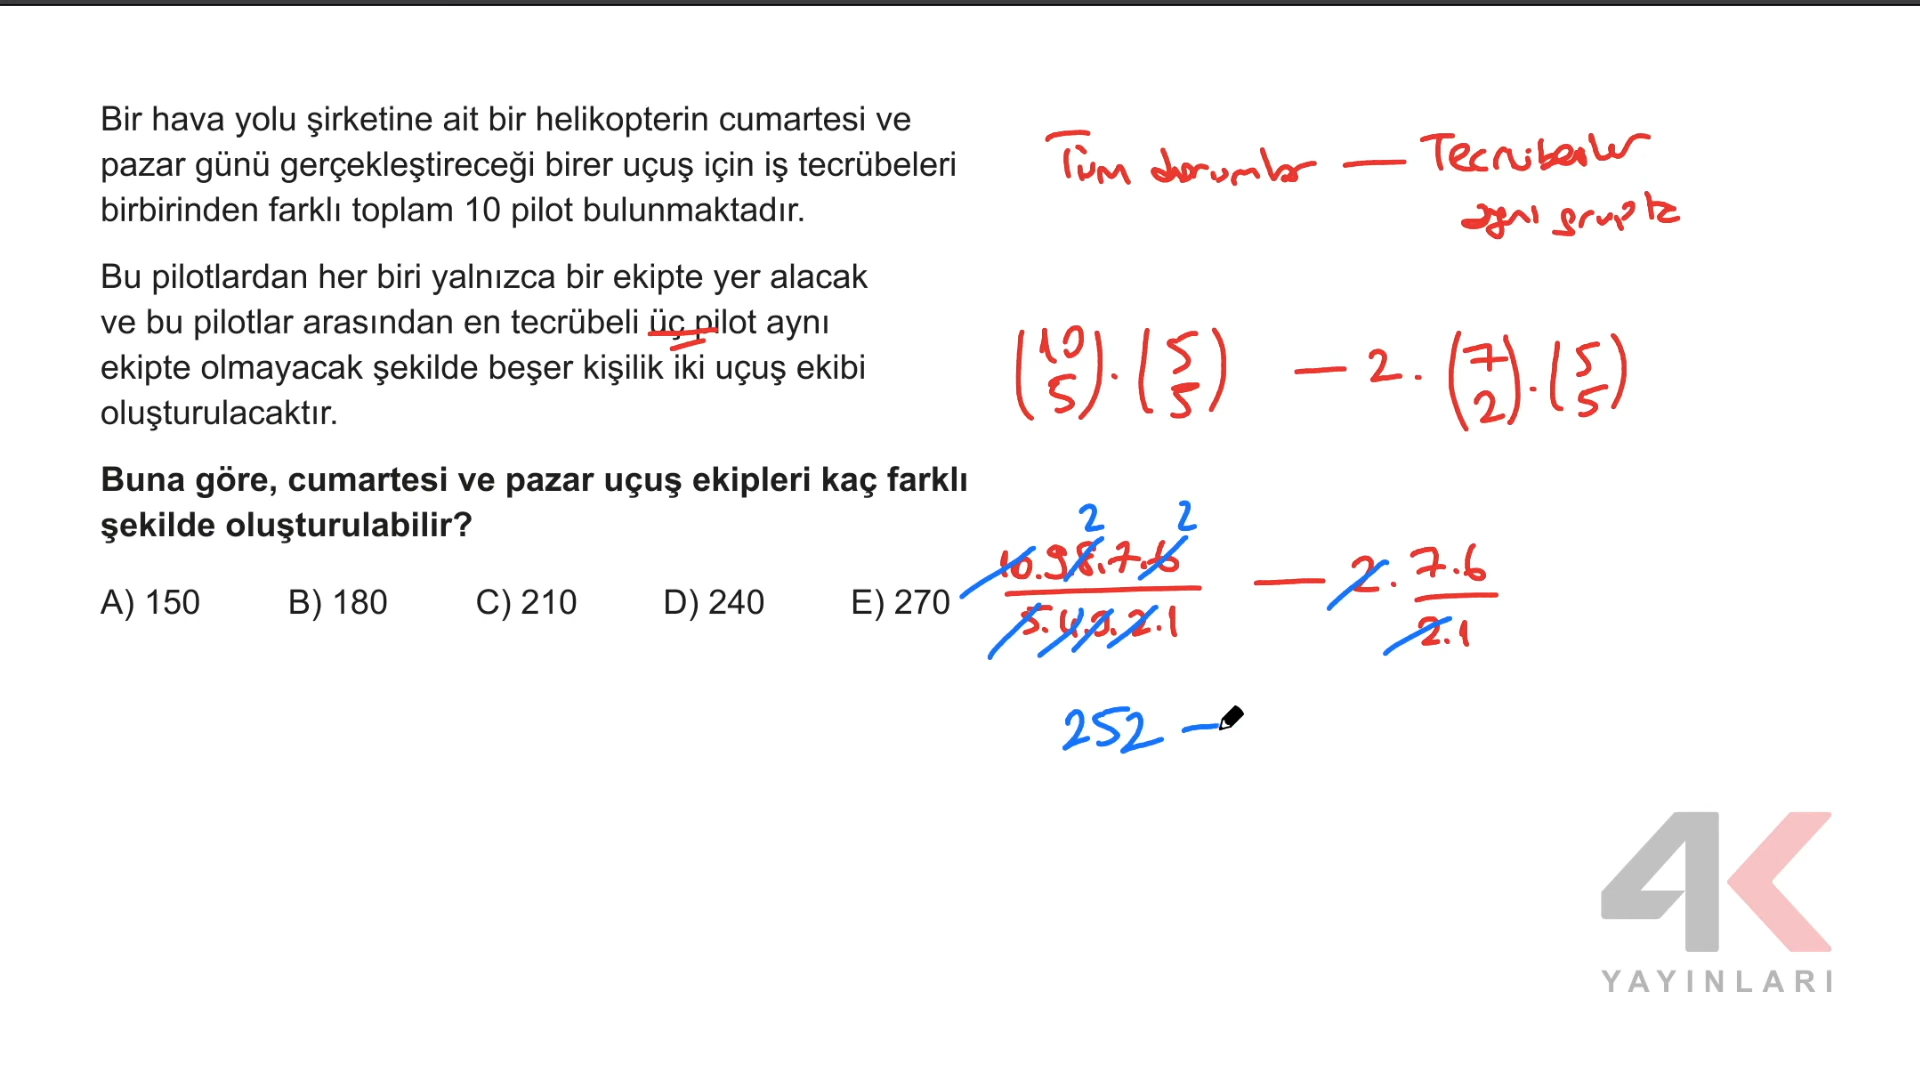 Bir hava yolu şirketine ait bir helikopterin cumartesi ve
pazar günü gerçekleştireceği birer uçuş için iş tecrübeleri
birbirinden farklı toplam 10 pilot bulunmaktadır.
Bu pilotlardan her biri yalnızca bir ekipte yer alacak
ve bu pilotlar arasından en tecrübeli üç pilot aynı
ekipte olmayacak şekilde beşer kişilik iki uçuş ekibi
oluşturulacaktır.
Buna göre, cumartesi ve pazar uçuş ekipleri kaç farklı
şekilde oluşturulabilir?
A) 150 B) 180 C) 210 D) 240 E) 270
Tüm durumlar — Tecrübeliler
aynı grupta
(10 5) . (5 5) — 2 . (7 2) . (5 5)
2 2
10.9.8.7.6 — 2. 7.6
5.4.3.2.1 2.1
252 —
4K
YAYINLARI